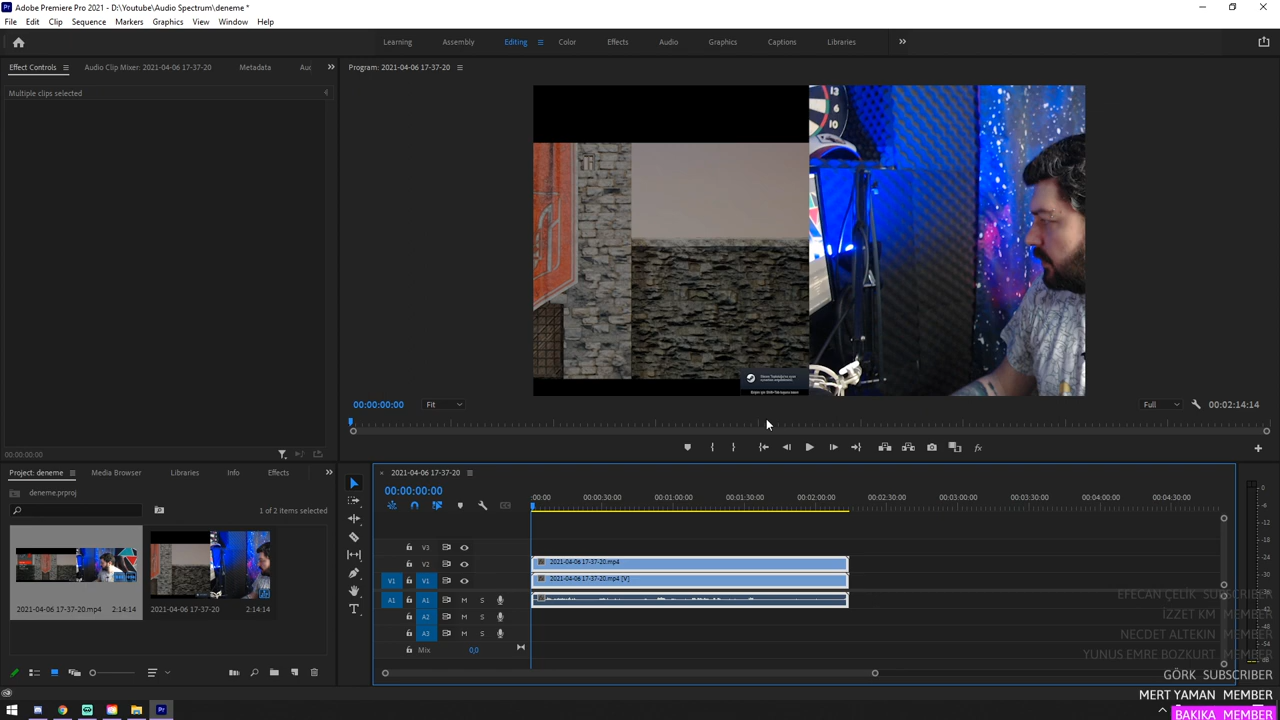 Adobe Premiere Pro 2021 - D:\Youtube\Audio Spectrum\deneme *
File Edit Clip Sequence Markers Graphics View Window Help
Learning Assembly Editing Color Effects Audio Graphics Captions Libraries
Effect Controls Audio Clip Mixer: 2021-04-06 17-37-20 Metadata Au
Program: 2021-04-06 17-37-20
Multiple clips selected
13
6
10
00:00:00:00 Fit Full 00:02:14:14
00:00:00:00
Project: deneme Media Browser Libraries Info Effects
deneme.prproj
1 of 2 Items selected
2021-04-06 17-37-20.mp4 2:14:14
2021-04-06 17-37-20 2:14:14
2021-04-06 17-37-20
00:00:00:00
:00:00 00:00:30:00 00:01:00:00 00:01:30:00 00:02:00:00 00:02:30:00 00:03:00:00 00:03:30:00 00:04:00:00 00:04:30:00
V3
V2 2021-04-06 17-37-20.mp4
V1 V1 2021-04-06 17-37-20.mp4 [V]
A1 A1 M S
A2 M S
A3 M S
Mix 0,0
0
EFECAN ÇELİK SUBSCRIBER
İZZET KM MEMBER
NECDET ALTEKIN MEMBER
YUNUS EMRE BOZKURT MEMBER
GÖRK SUBSCRIBER
MERT YAMAN MEMBER
BAKIKA MEMBER